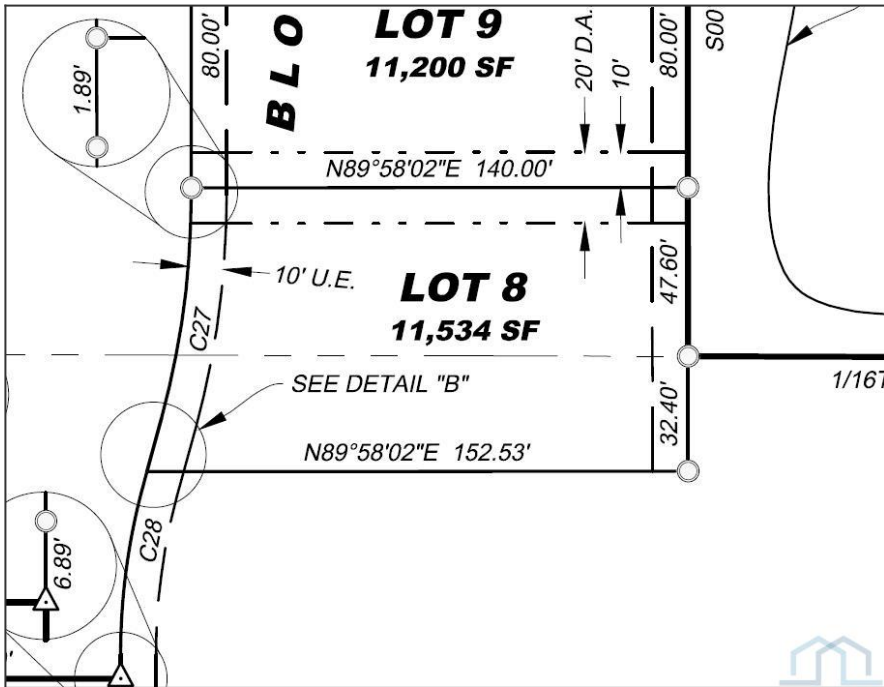 LOT 9
11,200 SF
BLO
80.00'
80.00'
S00
20' D.A.
10'
1.89'
N89°58'02"E 140.00'
10' U.E.
LOT 8
11,534 SF
47.60'
C27
SEE DETAIL "B"
1/16T
32.40'
N89°58'02"E 152.53'
C28
6.89'